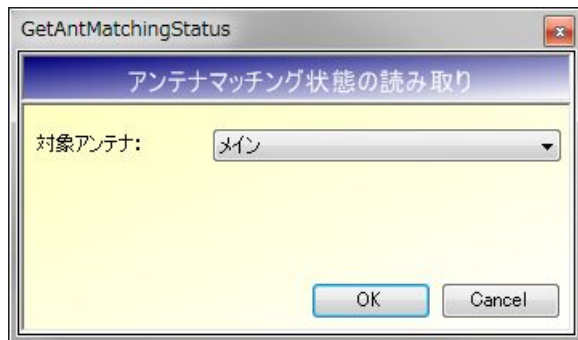 GetAntMatchingStatus
アンテナマッチング状態の読み取り
対象アンテナ: メイン
OK Cancel